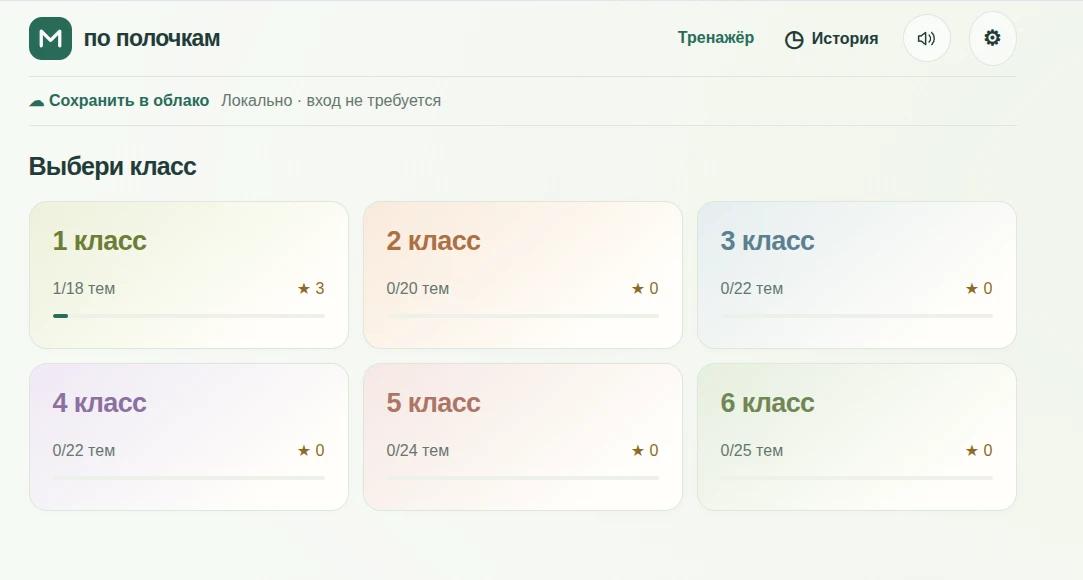 M по полочкам
Тренажёр
История
Сохранить в облако
Локально · вход не требуется
Выбери класс
1 класс
1/18 тем
★ 3
2 класс
0/20 тем
★ 0
3 класс
0/22 тем
★ 0
4 класс
0/22 тем
★ 0
5 класс
0/24 тем
★ 0
6 класс
0/25 тем
★ 0